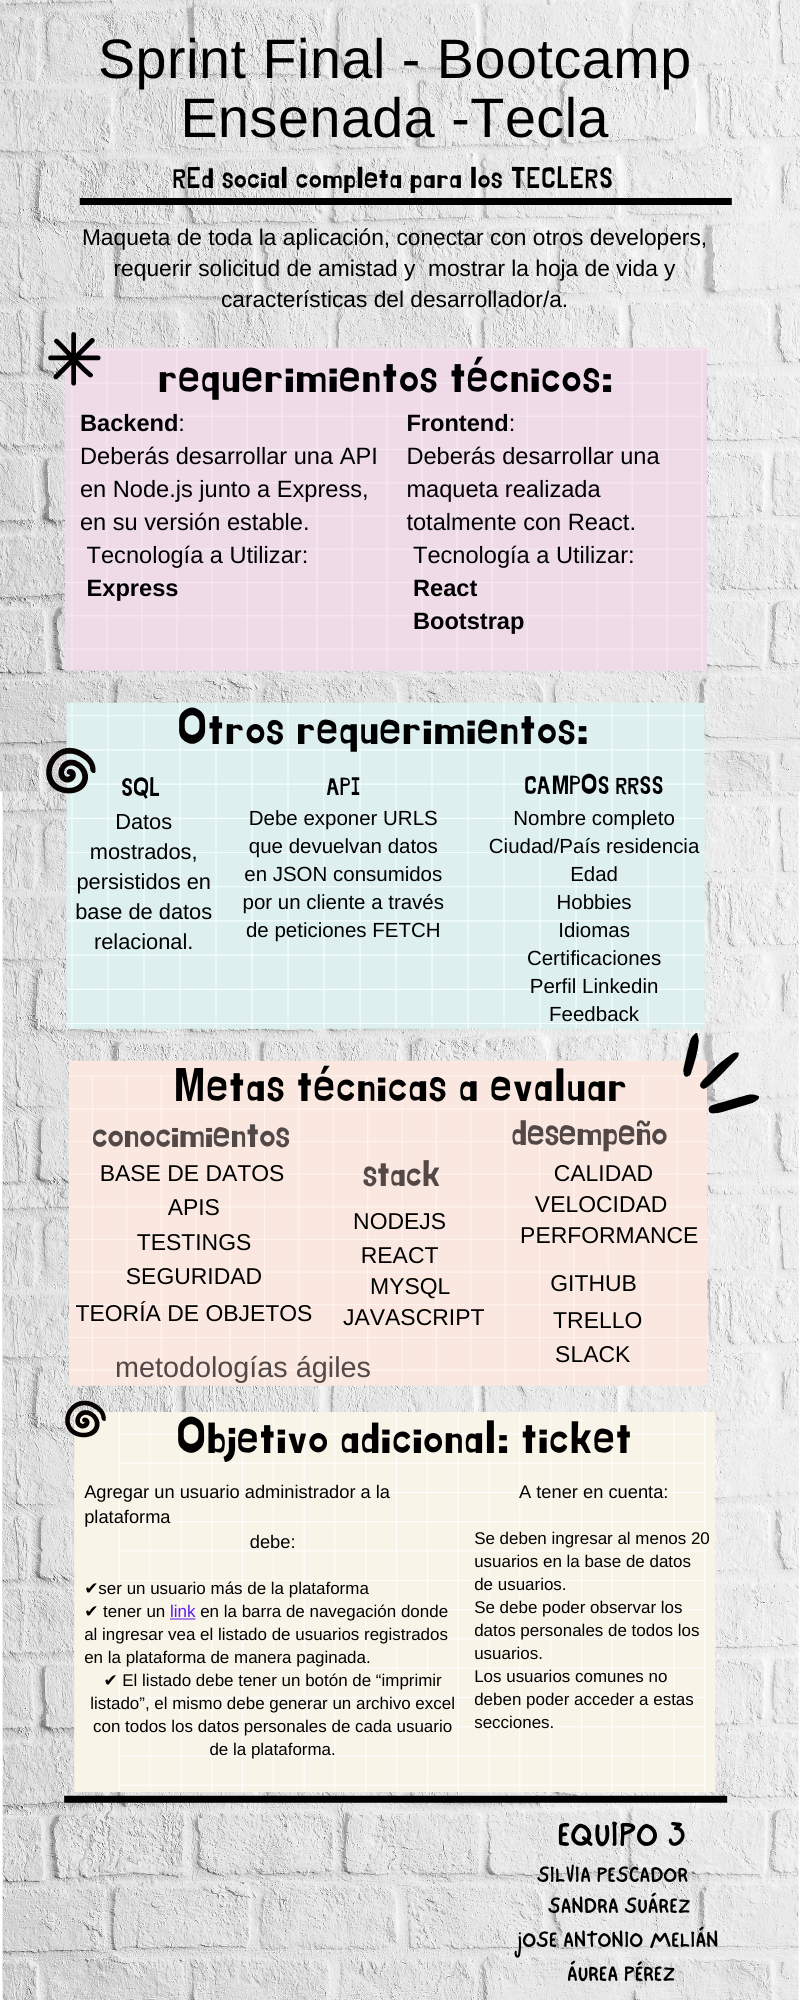 Sprint Final - Bootcamp
Ensenada -Tecla
REd social completa para los TECLERS
Maqueta de toda la aplicación, conectar con otros developers,
requerir solicitud de amistad y  mostrar la hoja de vida y
características del desarrollador/a.
requerimientos técnicos:
Backend:
Deberás desarrollar una API
en Node.js junto a Express,
en su versión estable.
Tecnología a Utilizar:
Express
Frontend:
Deberás desarrollar una
maqueta realizada
totalmente con React.
Tecnología a Utilizar:
React
Bootstrap
Otros requerimientos:
SQL
Datos
mostrados,
persistidos en
base de datos
relacional.
API
Debe exponer URLS
que devuelvan datos
en JSON consumidos
por un cliente a través
de peticiones FETCH
CAMPOS RRSS
Nombre completo
Ciudad/País residencia
Edad
Hobbies
Idiomas
Certificaciones
Perfil Linkedin
Feedback
Metas técnicas a evaluar
conocimientos
BASE DE DATOS
APIS
TESTINGS
SEGURIDAD
TEORÍA DE OBJETOS
metodologías ágiles
stack
NODEJS
REACT
MYSQL
JAVASCRIPT
desempeño
CALIDAD
VELOCIDAD
PERFORMANCE
GITHUB
TRELLO
SLACK
Objetivo adicional: ticket
Agregar un usuario administrador a la
plataforma
debe:
✔ser un usuario más de la plataforma
✔ tener un link en la barra de navegación donde
al ingresar vea el listado de usuarios registrados
en la plataforma de manera paginada.
✔ El listado debe tener un botón de “imprimir
listado”, el mismo debe generar un archivo excel
con todos los datos personales de cada usuario
de la plataforma.
A tener en cuenta:
Se deben ingresar al menos 20
usuarios en la base de datos
de usuarios.
Se debe poder observar los
datos personales de todos los
usuarios.
Los usuarios comunes no
deben poder acceder a estas
secciones.
EQUIPO 3
SILVIA PESCADOR
SANDRA SUÁREZ
jOSE ANTONIO MELIÁN
ÁUREA PÉREZ